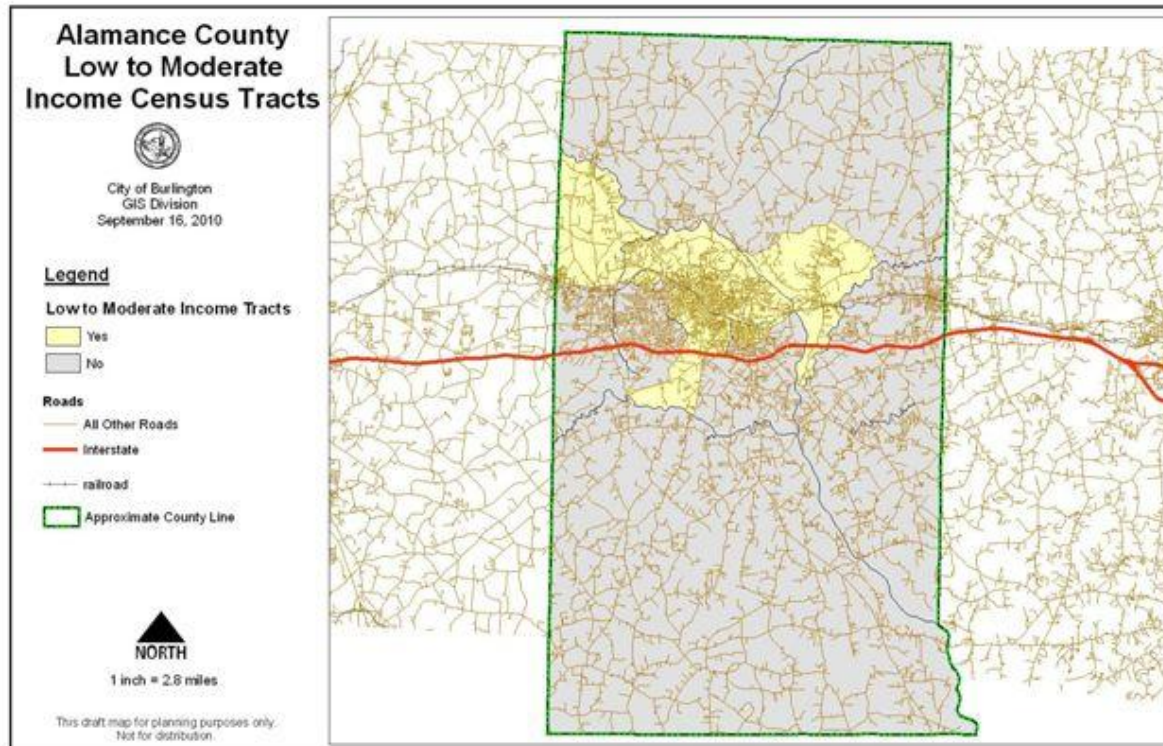 Alamance County
Low to Moderate
Income Census Tracts
City of Burlington
GIS Division
September 16, 2010
Legend
Low to Moderate Income Tracts
Yes
No
Roads
All Other Roads
Interstate
railroad
Approximate County Line
NORTH
1 inch = 2.8 miles
This draft map for planning purposes only.
Not for distribution.